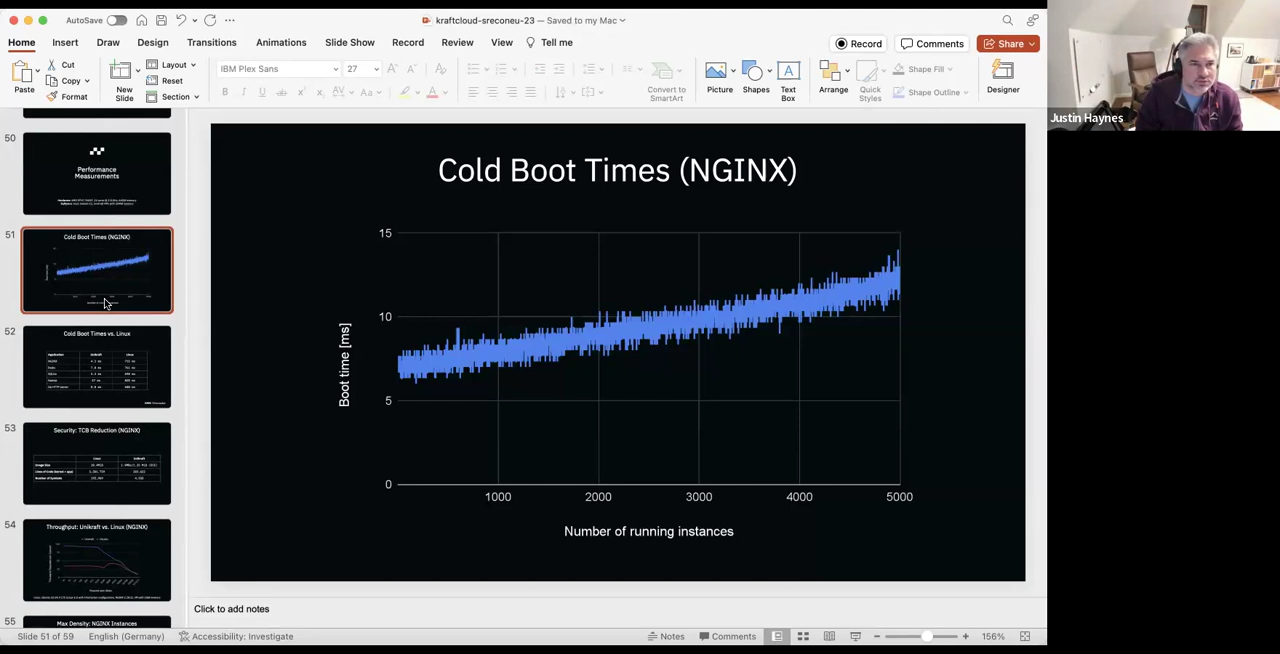 AutoSave
kraftcloud-sreconeu-23 — Saved to my Mac
Home Insert Draw Design Transitions Animations Slide Show Record Review View Tell me
Record Comments Share
Paste
Cut
Copy
Format
New Slide
Layout
Reset
Section
IBM Plex Sans 27
Convert to SmartArt
Picture
Shapes
Text Box
Arrange
Quick Styles
Shape Fill
Shape Outline
Designer
Justin Haynes
50
Performance
Measurements
51
Cold Boot Times (NGINX)
52
Cold Boot Times vs. Linux
53
Security: TCB Reduction (NGINX)
54
Throughput: Unikraft vs. Linux (NGINX)
55
Max Density: NGINX Instances
Cold Boot Times (NGINX)
15
10
5
0
Boot time [ms]
1000 2000 3000 4000 5000
Number of running instances
Click to add notes
Slide 51 of 59 English (Germany) Accessibility: Investigate
Notes Comments 156%